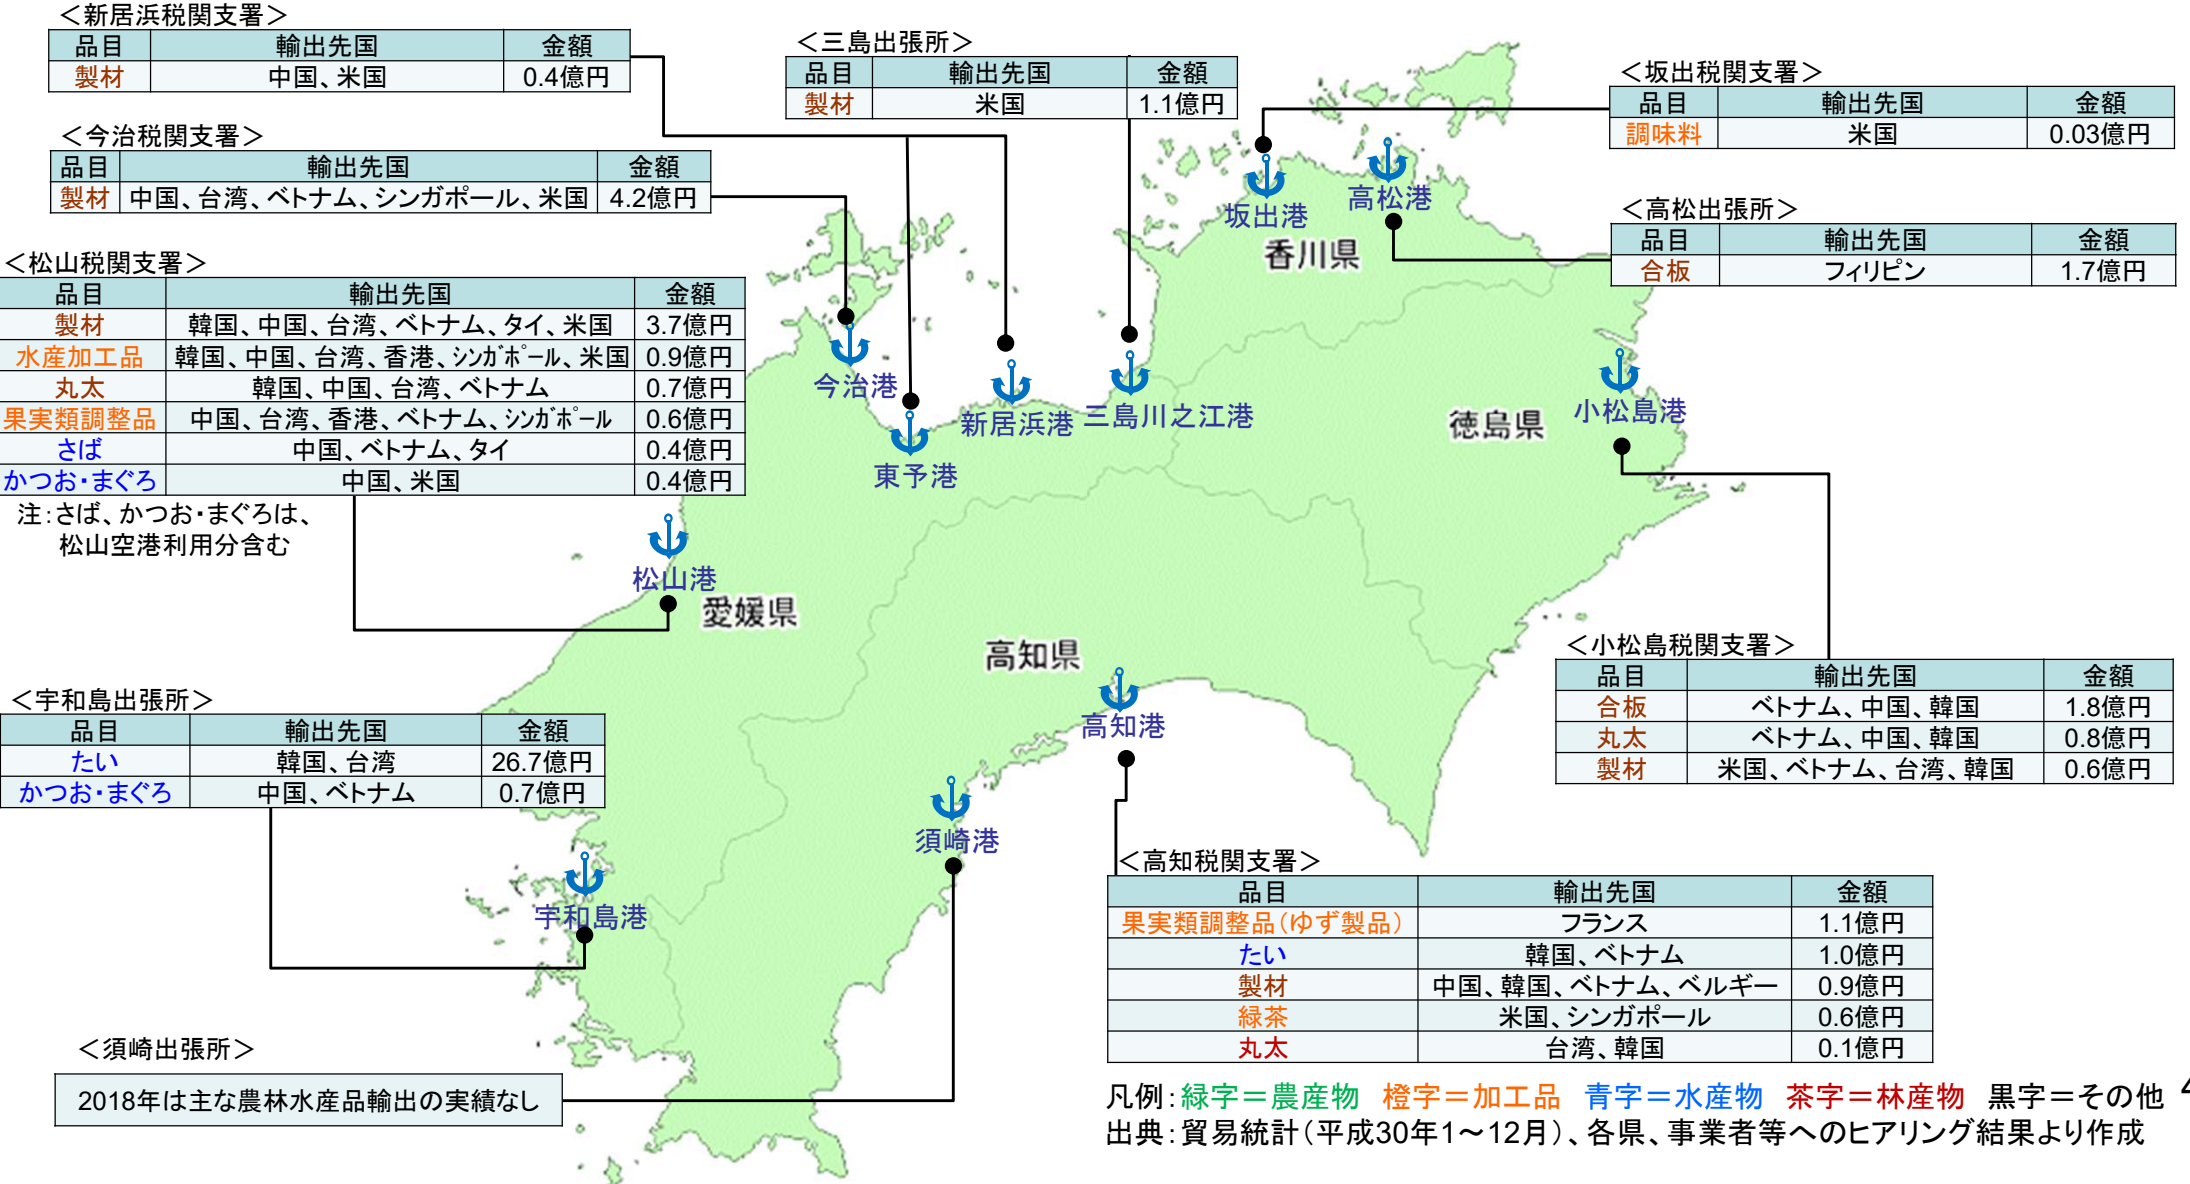 ＜新居浜税関支署＞
品目 輸出先国 金額
製材 中国、米国 0.4億円
＜三島出張所＞
品目 輸出先国 金額
製材 米国 1.1億円
＜坂出税関支署＞
品目 輸出先国 金額
調味料 米国 0.03億円
＜今治税関支署＞
品目 輸出先国 金額
製材 中国、台湾、ベトナム、シンガポール、米国 4.2億円
＜高松出張所＞
品目 輸出先国 金額
合板 フィリピン 1.7億円
＜松山税関支署＞
品目 輸出先国 金額
製材 韓国、中国、台湾、ベトナム、タイ、米国 3.7億円
水産加工品 韓国、中国、台湾、香港、ｼﾝｶﾞﾎﾟｰﾙ、米国 0.9億円
丸太 韓国、中国、台湾、ベトナム 0.7億円
果実類調整品 中国、台湾、香港、ベトナム、ｼﾝｶﾞﾎﾟｰﾙ 0.6億円
さば 中国、ベトナム、タイ 0.4億円
かつお・まぐろ 中国、米国 0.4億円
注：さば、かつお・まぐろは、
松山空港利用分含む
坂出港
高松港
香川県
今治港
東予港
新居浜港
三島川之江港
徳島県
小松島港
松山港
愛媛県
高知県
高知港
須崎港
宇和島港
＜小松島税関支署＞
品目 輸出先国 金額
合板 ベトナム、中国、韓国 1.8億円
丸太 ベトナム、中国、韓国 0.8億円
製材 米国、ベトナム、台湾、韓国 0.6億円
＜宇和島出張所＞
品目 輸出先国 金額
たい 韓国、台湾 26.7億円
かつお・まぐろ 中国、ベトナム 0.7億円
＜高知税関支署＞
品目 輸出先国 金額
果実類調整品（ゆず製品） フランス 1.1億円
たい 韓国、ベトナム 1.0億円
製材 中国、韓国、ベトナム、ベルギー 0.9億円
緑茶 米国、シンガポール 0.6億円
丸太 台湾、韓国 0.1億円
＜須崎出張所＞
2018年は主な農林水産品輸出の実績なし
凡例：緑字＝農産物 橙字＝加工品 青字＝水産物 茶字＝林産物 黒字＝その他
出典：貿易統計（平成30年1～12月）、各県、事業者等へのヒアリング結果より作成